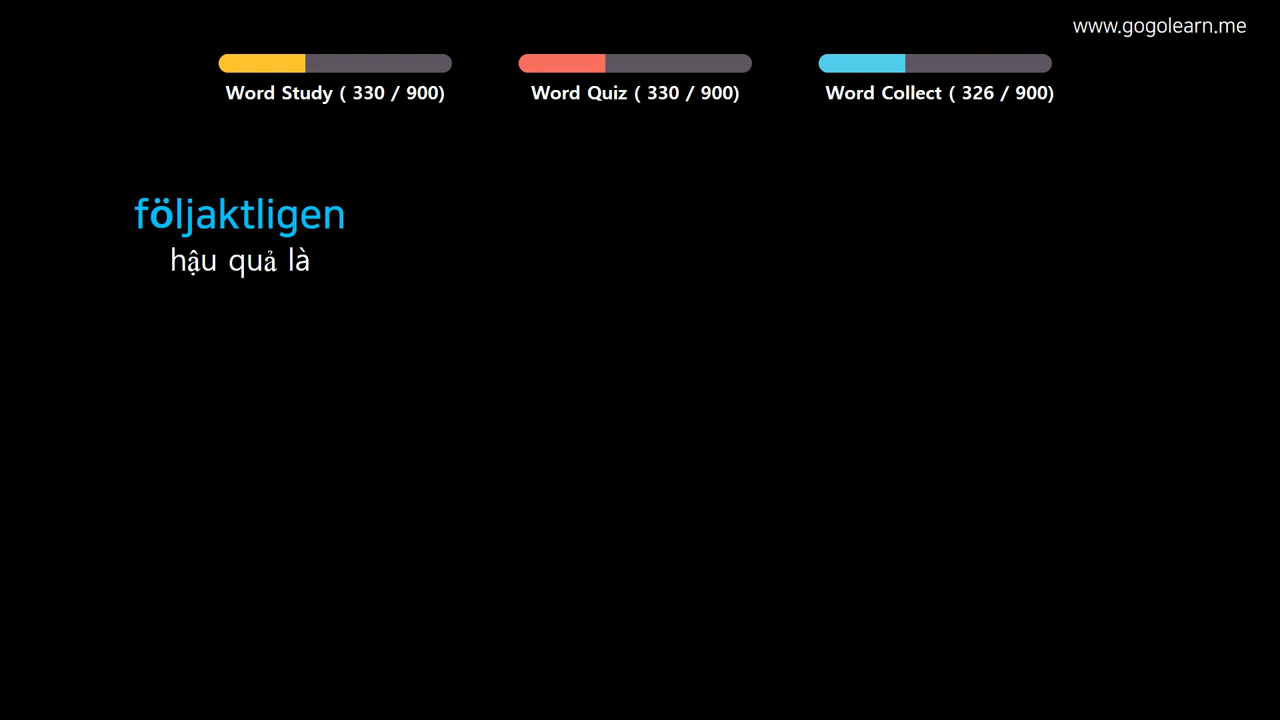 www.gogolearn.me
Word Study ( 330 / 900)
Word Quiz ( 330 / 900)
Word Collect ( 326 / 900)
följaktligen
hậu quả là